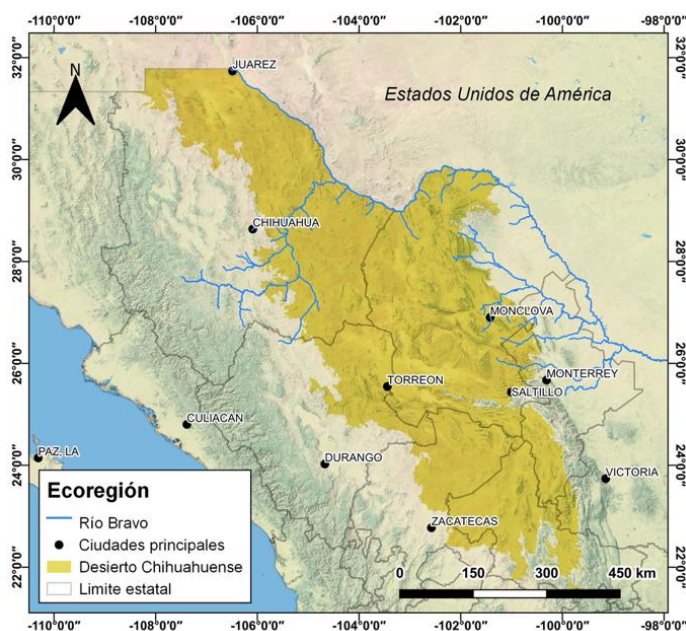 -110°0'0" -108°0'0" -106°0'0" -104°0'0" -102°0'0" -100°0'0" -98°0'0"
32°0'0"
30°0'0"
28°0'0"
26°0'0"
24°0'0"
22°0'0"
N
JUAREZ
Estados Unidos de América
CHIHUAHUA
MONCLOVA
MONTERREY
TORREON
SALTILLO
CULIACAN
PAZ, LA
DURANGO
VICTORIA
ZACATECAS
Ecoregión
Río Bravo
Ciudades principales
Desierto Chihuahuense
Limite estatal
0 150 300 450 km
32°0'0"
30°0'0"
28°0'0"
26°0'0"
24°0'0"
22°0'0"
-110°0'0" -108°0'0" -106°0'0" -104°0'0" -102°0'0" -100°0'0" -98°0'0"